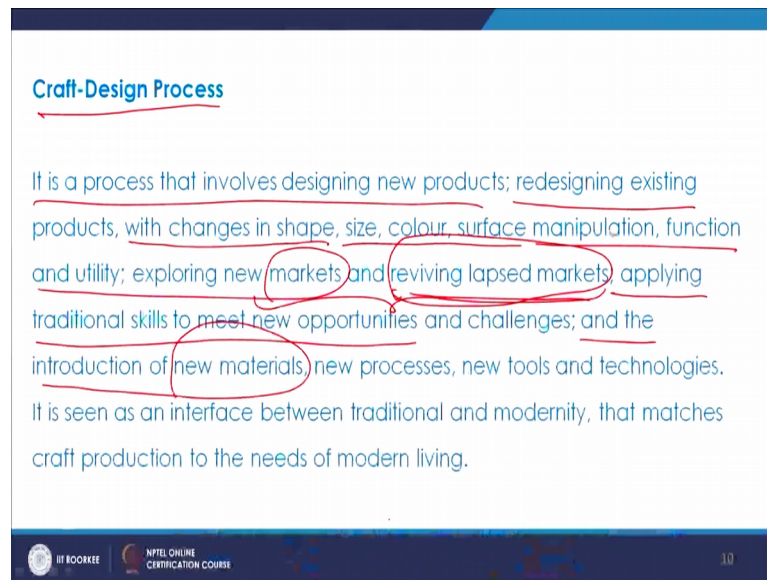 Craft-Design Process
It is a process that involves designing new products; redesigning existing
products, with changes in shape, size, colour, surface manipulation, function
and utility; exploring new markets and reviving lapsed markets, applying
traditional skills to meet new opportunities and challenges; and the
introduction of new materials, new processes, new tools and technologies.
It is seen as an interface between traditional and modernity, that matches
craft production to the needs of modern living.
IIT ROORKEE
NPTEL ONLINE
CERTIFICATION COURSE
10